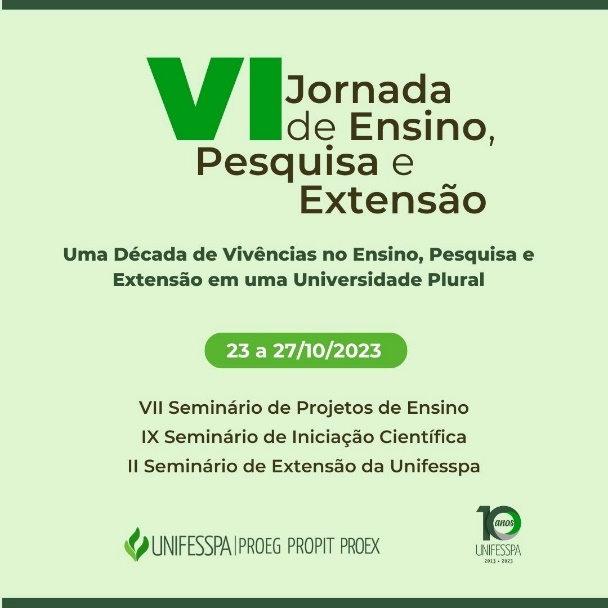 VI Jornada
de Ensino,
Pesquisa e
Extensão
Uma Década de Vivências no Ensino, Pesquisa e
Extensão em uma Universidade Plural
23 a 27/10/2023
VII Seminário de Projetos de Ensino
IX Seminário de Iniciação Científica
II Seminário de Extensão da Unifesspa
UNIFESSPA | PROEG PROPIT PROEX
10 anos
UNIFESSPA
2013 • 2023